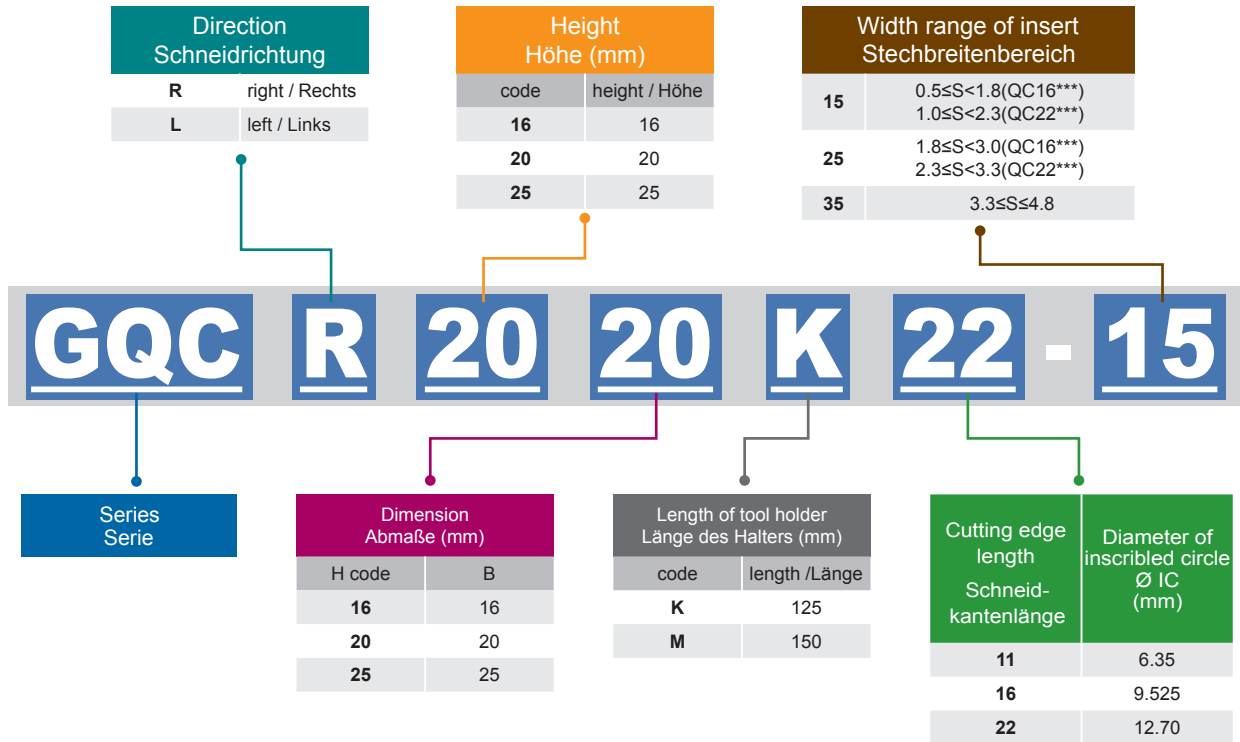 Direction
Schneidrichtung
R right / Rechts
L left / Links
Height
Höhe (mm)
code height / Höhe
16 16
20 20
25 25
Width range of insert
Stechbreitenbereich
15 0.5≤S<1.8(QC16***)
1.0≤S<2.3(QC22***)
25 1.8≤S<3.0(QC16***)
2.3≤S<3.3(QC22***)
35 3.3≤S≤4.8
GQC R 20 20 K 22 - 15
Series
Serie
Dimension
Abmaße (mm)
H code B
16 16
20 20
25 25
Length of tool holder
Länge des Halters (mm)
code length /Länge
K 125
M 150
Cutting edge
length
Schneid-
kantenlänge
Diameter of
inscribed circle
Ø IC
(mm)
11 6.35
16 9.525
22 12.70